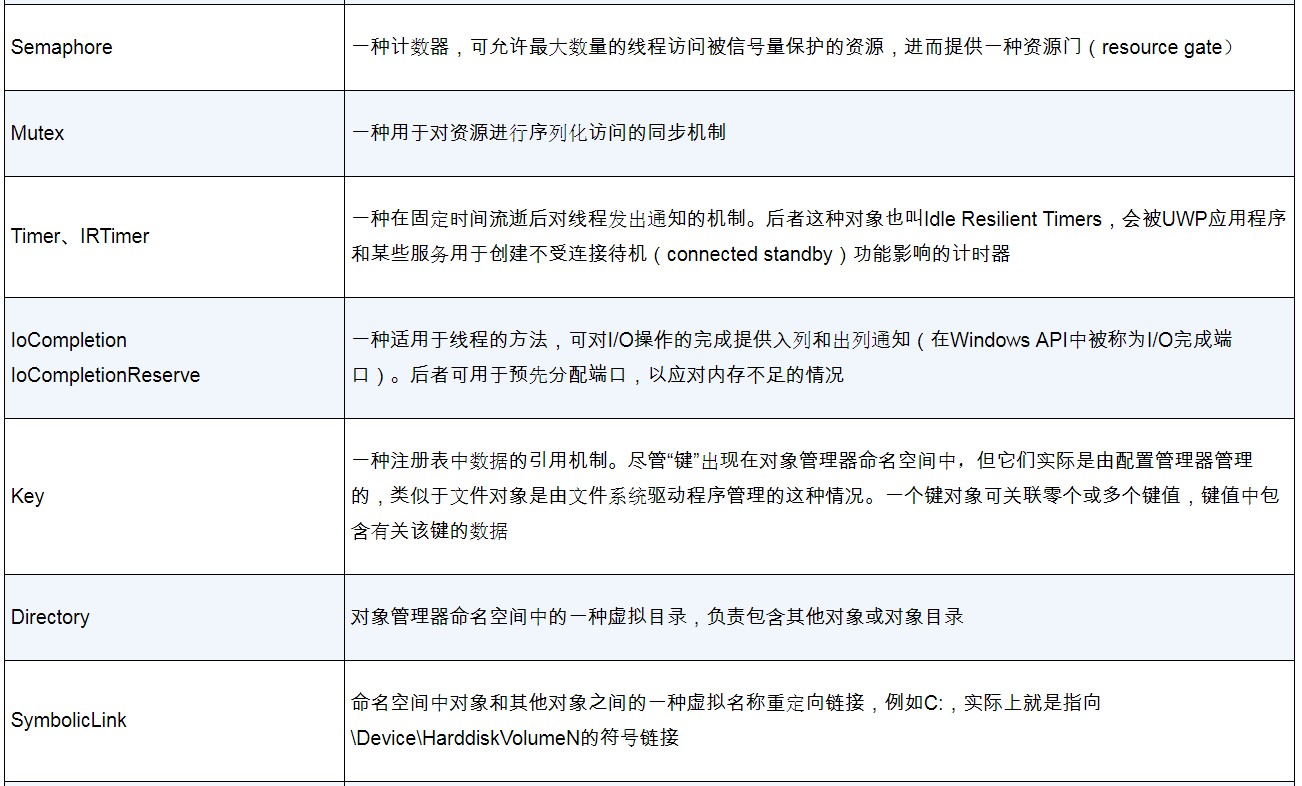 Semaphore
一种计数器，可允许最大数量的线程访问被信号量保护的资源，进而提供一种资源门（resource gate）
Mutex
一种用于对资源进行序列化访问的同步机制
Timer、IRTimer
一种在固定时间流逝后对线程发出通知的机制。后者这种对象也叫Idle Resilient Timers，会被UWP应用程序
和某些服务用于创建不受连接待机（connected standby）功能影响的计时器
IoCompletion
IoCompletionReserve
一种适用于线程的方法，可对I/O操作的完成提供入列和出列通知（在Windows API中被称为I/O完成端
口）。后者可用于预先分配端口，以应对内存不足的情况
Key
一种注册表中数据的引用机制。尽管“键”出现在对象管理器命名空间中，但它们实际是由配置管理器管理
的，类似于文件对象是由文件系统驱动程序管理的这种情况。一个键对象可关联零个或多个键值，键值中包
含有关该键的数据
Directory
对象管理器命名空间中的一种虚拟目录，负责包含其他对象或对象目录
SymbolicLink
命名空间中对象和其他对象之间的一种虚拟名称重定向链接，例如C:，实际上就是指向
\Device\HarddiskVolumeN的符号链接